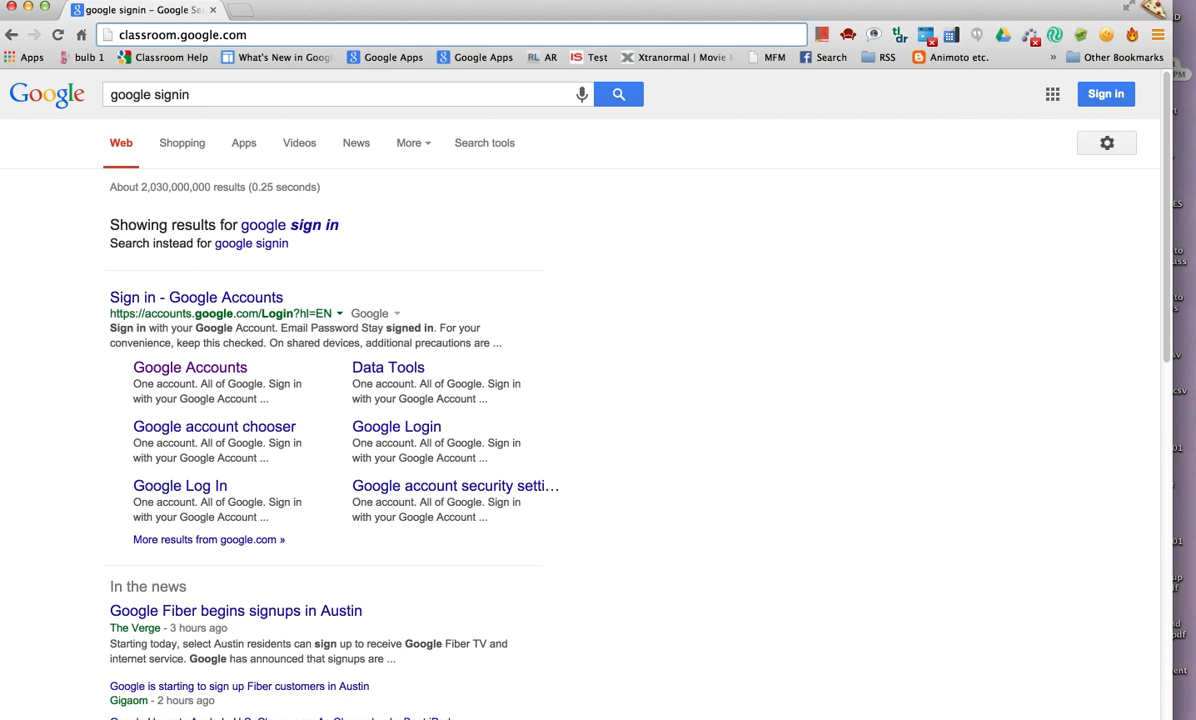 google signin - Google Sea
classroom.google.com
Apps bulb 1 Classroom Help What's New in Goog Google Apps Google Apps RL AR IS Test Xtranormal | Movie MFM Search RSS Animoto etc. » Other Bookmarks
Google google signin Sign in
Web Shopping Apps Videos News More Search tools
About 2,030,000,000 results (0.25 seconds)
Showing results for google sign in
Search instead for google signin
Sign in - Google Accounts
https://accounts.google.com/Login?hl=EN Google
Sign in with your Google Account. Email Password Stay signed in. For your
convenience, keep this checked. On shared devices, additional precautions are ...
Google Accounts
One account. All of Google. Sign in
with your Google Account ...
Data Tools
One account. All of Google. Sign in
with your Google Account ...
Google account chooser
One account. All of Google. Sign in
with your Google Account ...
Google Login
One account. All of Google. Sign in
with your Google Account ...
Google Log In
One account. All of Google. Sign in
with your Google Account ...
Google account security setti...
One account. All of Google. Sign in
with your Google Account ...
More results from google.com »
In the news
Google Fiber begins signups in Austin
The Verge - 3 hours ago
Starting today, select Austin residents can sign up to receive Google Fiber TV and
internet service. Google has announced that signups are ...
Google is starting to sign up Fiber customers in Austin
Gigaom - 2 hours ago